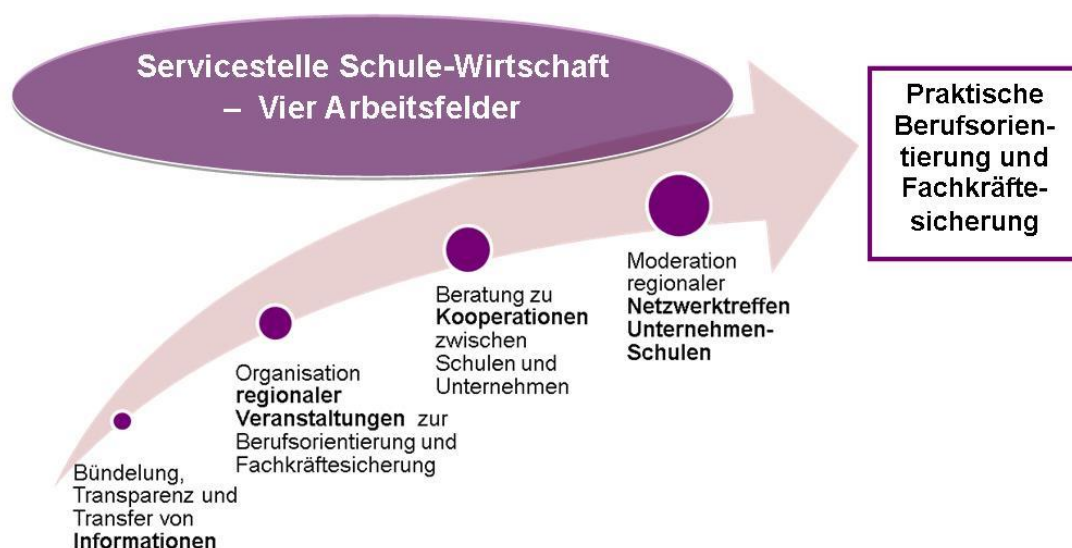 Servicestelle Schule-Wirtschaft
– Vier Arbeitsfelder
Praktische
Berufsorien-
tierung und
Fachkräfte-
sicherung
Bündelung,
Transparenz und
Transfer von
Informationen
Organisation
regionaler
Veranstaltungen zur
Berufsorientierung und
Fachkräftesicherung
Beratung zu
Kooperationen
zwischen
Schulen und
Unternehmen
Moderation
regionaler
Netzwerktreffen
Unternehmen-
Schulen